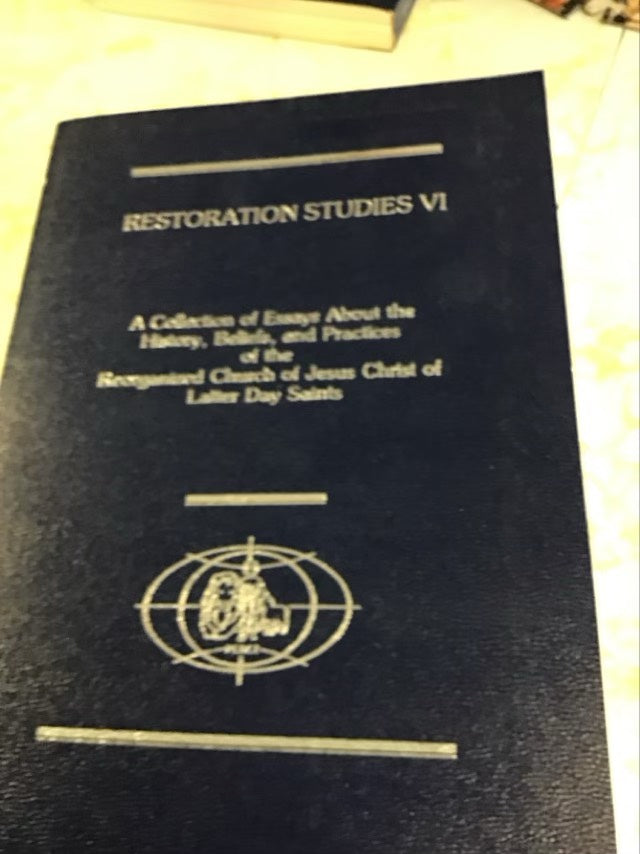 RESTORATION STUDIES VI
A Collection of Essays About the
History, Beliefs, and Practices
of the
Reorganized Church of Jesus Christ of
Latter Day Saints